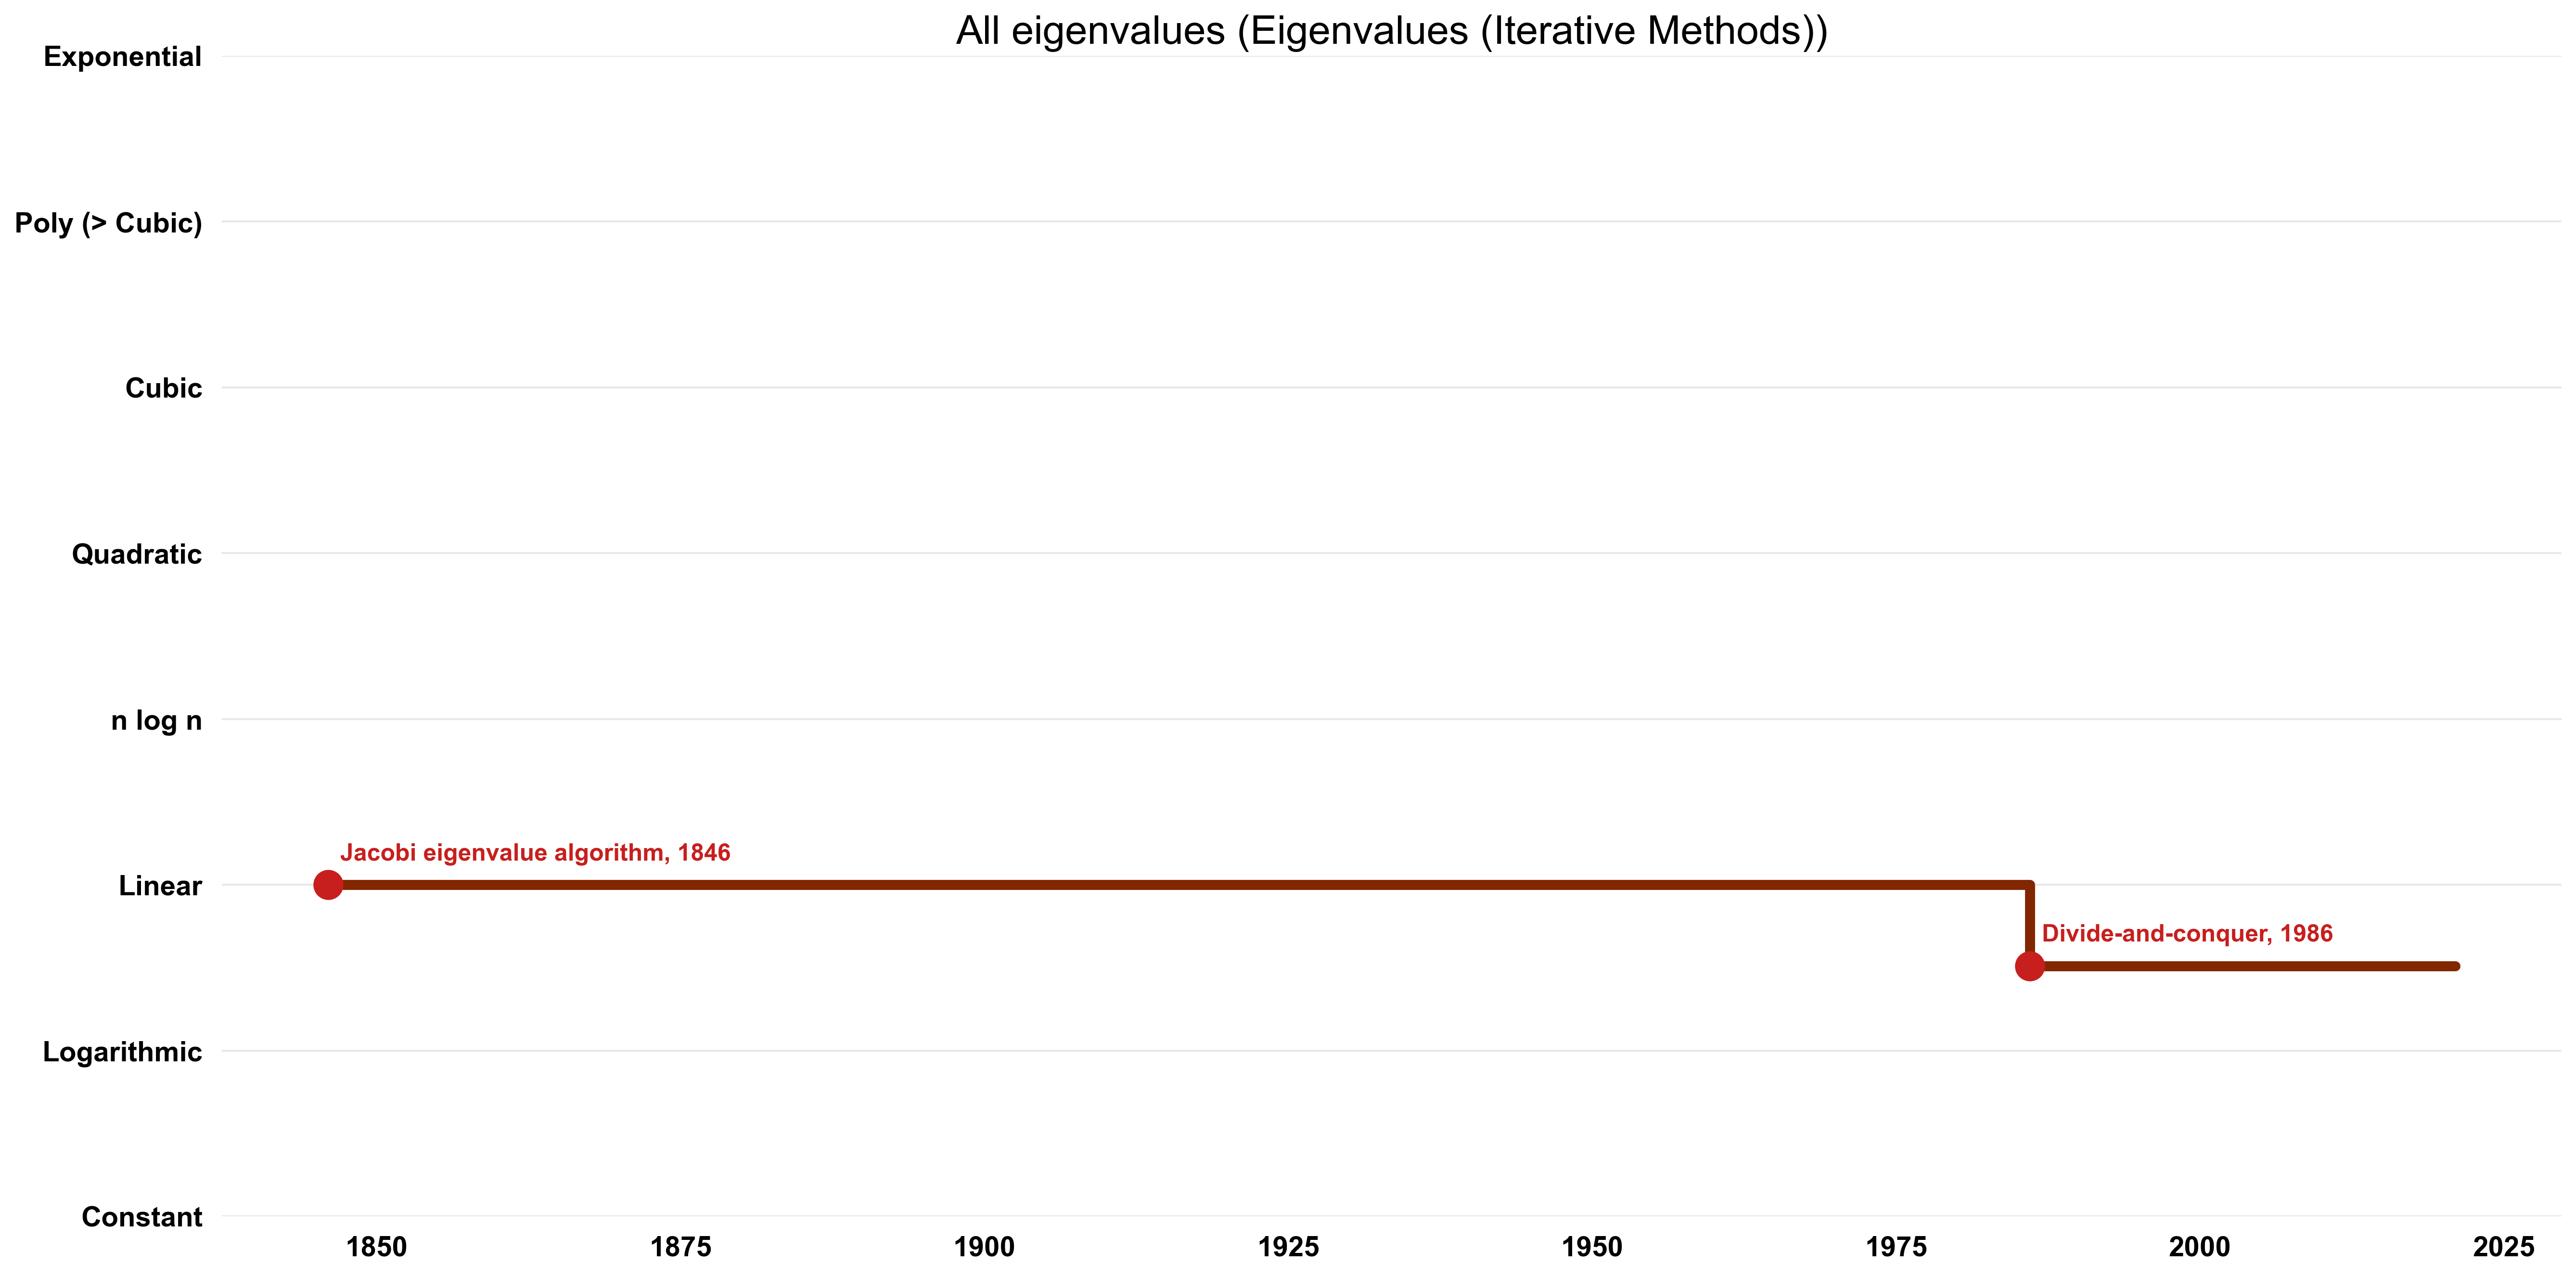 All eigenvalues (Eigenvalues (Iterative Methods))
Exponential
Poly (> Cubic)
Cubic
Quadratic
n log n
Linear
Logarithmic
Constant
Jacobi eigenvalue algorithm, 1846
Divide-and-conquer, 1986
1850 1875 1900 1925 1950 1975 2000 2025